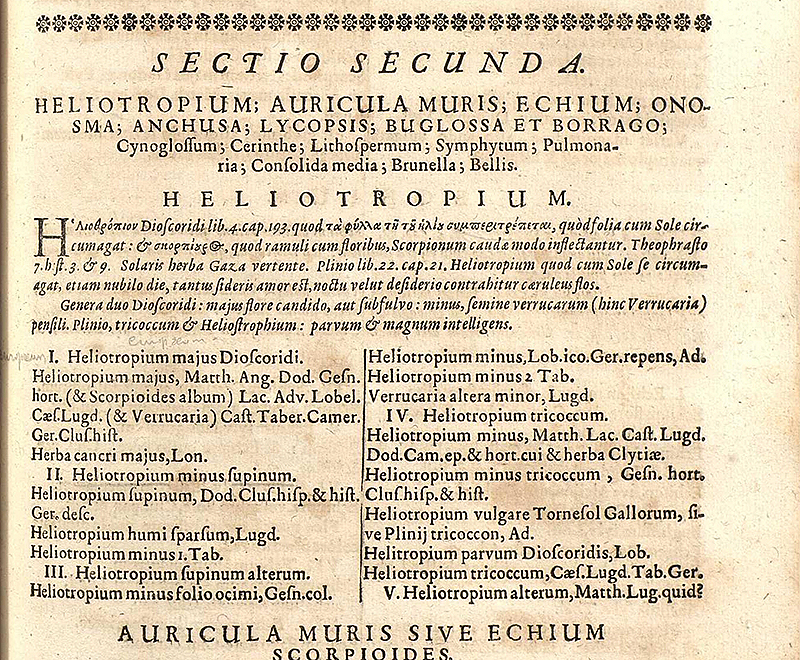 SECTIO SECUNDA.
HELIOTROPIUM; AURICULA MURIS; ECHIUM; ONO-
SMA; ANCHUSA; LYCOPSIS; BUGLOSSA ET BORRAGO;
Cynogloſſum; Cerinthe; Lithoſpermum; Symphytum; Pulmona-
ria; Conſolida media; Brunella; Bellis.
HELIOTROPIUM.
Ηʹλιοθρόπιον Dioſcoridi lib. 4. cap. 193. quod τὰ φύλλα quòd folia cum Sole cir-
cumagat: & quod ramuli cum floribus, Scorpionum caudæ modo inflectantur. Theophraſto
7. h. ſt. 3. & 9. Solaris herba Gaza vertente. Plinio lib. 22. cap. 21. Heliotropium quod cum Sole ſe circum-
agat, etiam nubilo die, tantus ſideris amor eſt, noctu velut deſiderio contrahitur cæruleus flos.
Genera duo Dioſcoridi: majus flore candido, aut ſubfulvo: minus, ſemine verrucarum (hinc Verrucaria)
penſili. Plinio, tricoccum & Helioſtrophium: parvum & magnum intelligens.
I. Heliotropium majus Dioſcoridi.
Heliotropium majus, Matth. Ang. Dod. Geſn.
hort. (& Scorpioides album) Lac. Adv. Lobel.
Cæſ. Lugd. (& Verrucaria) Caſt. Taber. Camer.
Ger. Cluſ. hiſt.
Herba cancri majus, Lon.
II. Heliotropium minus ſupinum.
Heliotropium ſupinum, Dod. Cluſ. hiſp. & hiſt.
Ger. deſc.
Heliotropium humi ſparſum, Lugd.
Heliotropium minus 1. Tab.
III. Heliotropium ſupinum alterum.
Heliotropium minus folio ocimi, Geſn. col.
Heliotropium minus, Lob. ico. Ger. repens, Ad.
Heliotropium minus 2 Tab.
Verrucaria altera minor, Lugd.
IV. Heliotropium tricoccum.
Heliotropium minus, Matth. Lac. Caſt. Lugd.
Dod. Cam. ep. & hort. cui & herba Clytiæ.
Heliotropium minus tricoccum, Geſn. hort.
Cluſ. hiſp. & hiſt.
Heliotropium vulgare Torneſol Gallorum, ſi-
ve Plinij tricoccon, Ad.
Helitropium parvum Dioſcoridis, Lob.
Heliotropium tricoccum, Cæſ. Lugd. Tab. Ger.
V. Heliotropium alterum, Matth. Lug. quid?
AURICULA MURIS SIVE ECHIUM
SCORPIOIDES.